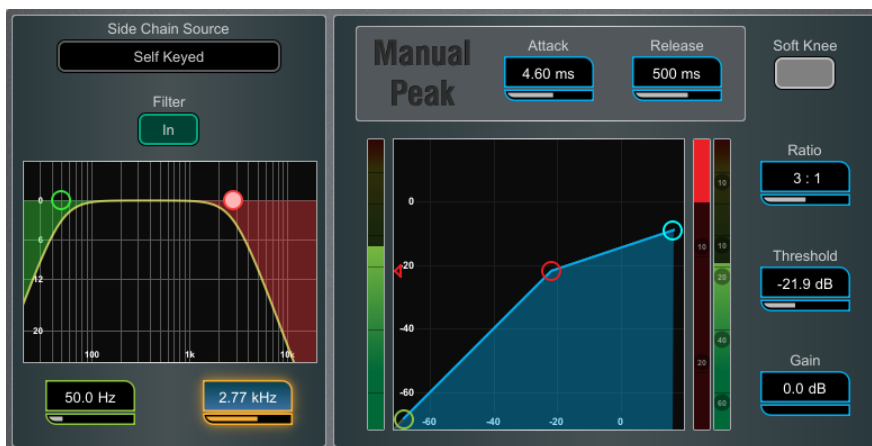 Side Chain Source
Self Keyed
Filter
In
0
6
12
20
100
1k
10k
50.0 Hz
2.77 kHz
Manual
Peak
Attack
4.60 ms
Release
500 ms
Soft Knee
0
-20
-40
-60
-60
-40
-20
0
10
20
10
10
20
40
60
Ratio
3 : 1
Threshold
-21.9 dB
Gain
0.0 dB